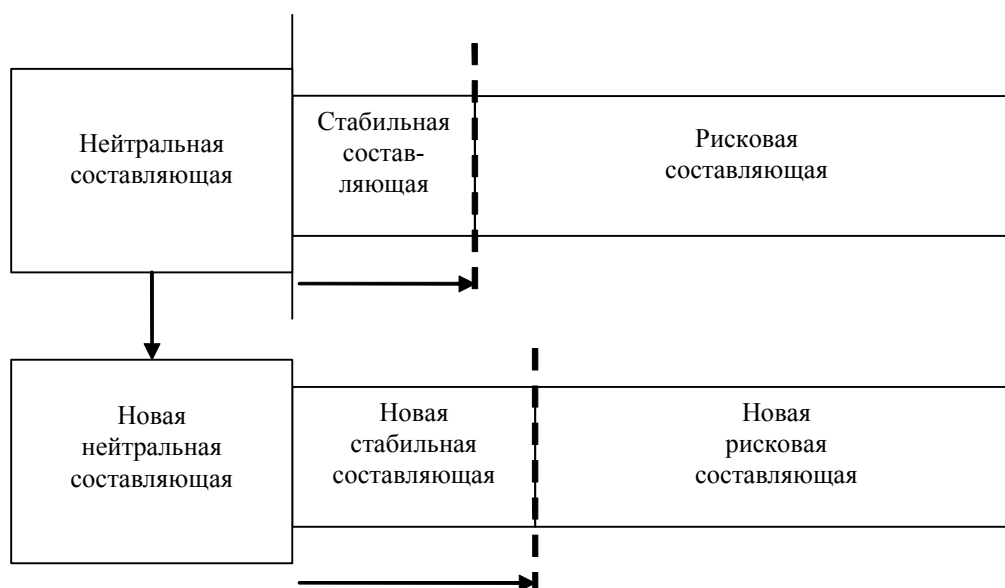 Нейтральная
составляющая
Стабильная
состав-
ляющая
Рисковая
составляющая
Новая
нейтральная
составляющая
Новая
стабильная
составляющая
Новая
рисковая
составляющая